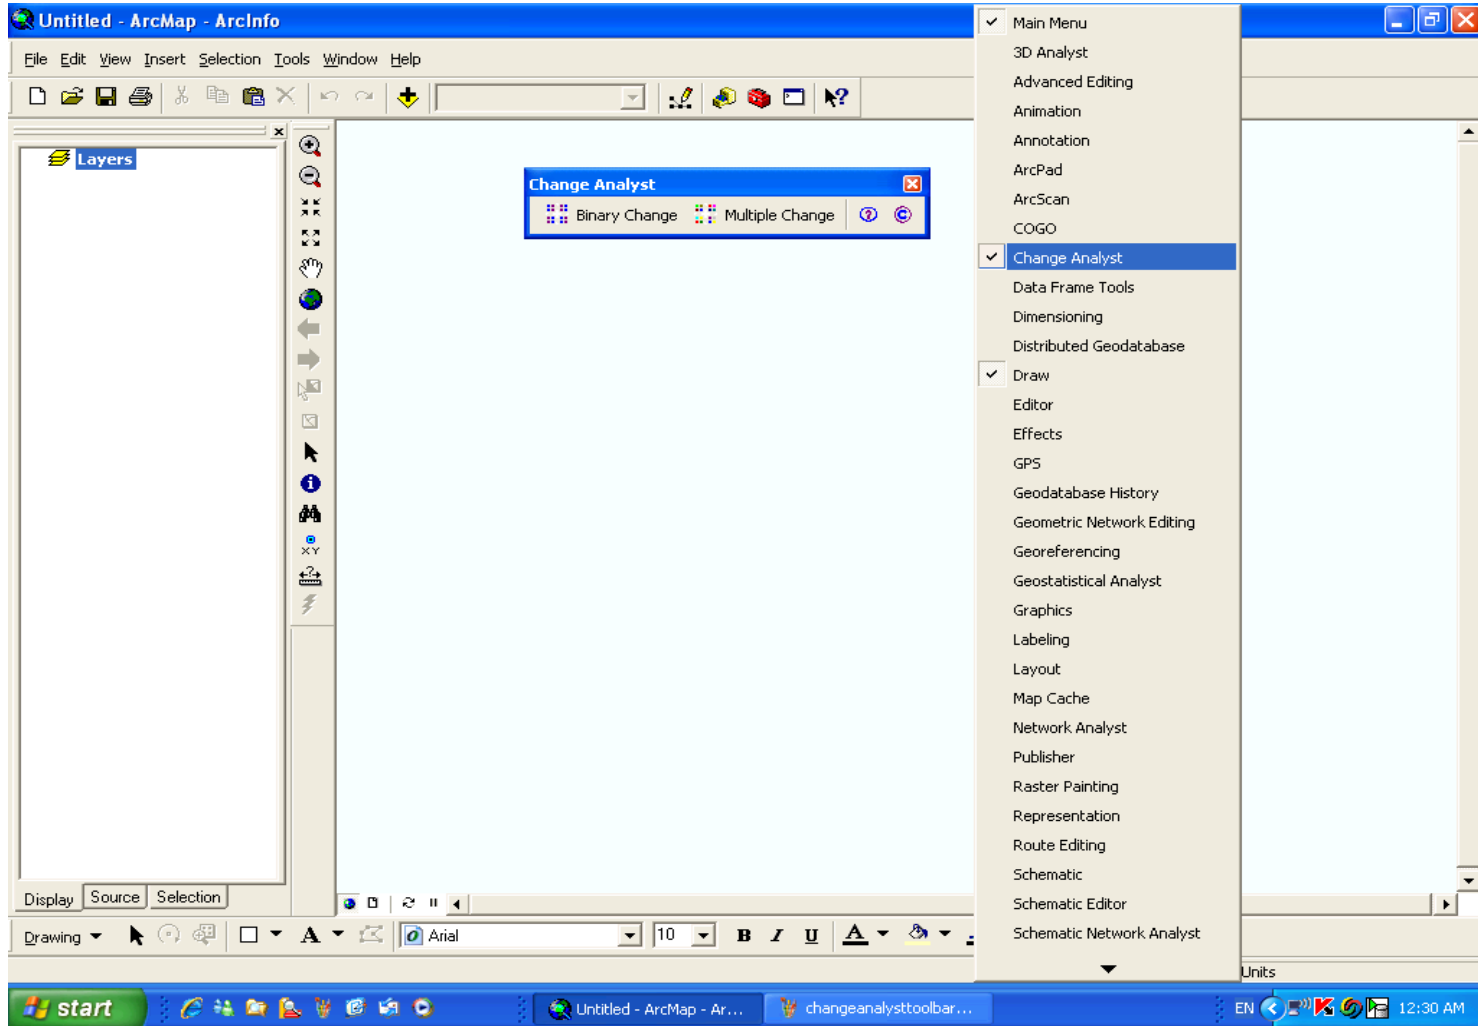 Untitled - ArcMap - ArcInfo
File Edit View Insert Selection Tools Window Help
Layers
Change Analyst
Binary Change Multiple Change
Main Menu
3D Analyst
Advanced Editing
Animation
Annotation
ArcPad
ArcScan
COGO
Change Analyst
Data Frame Tools
Dimensioning
Distributed Geodatabase
Draw
Editor
Effects
GPS
Geodatabase History
Geometric Network Editing
Georeferencing
Geostatistical Analyst
Graphics
Labeling
Layout
Map Cache
Network Analyst
Publisher
Raster Painting
Representation
Route Editing
Schematic
Schematic Editor
Schematic Network Analyst
XY
Display Source Selection
Drawing A Arial 10 B I U A
Units
start Untitled - ArcMap - Ar... changeanalysttoolbar... EN 12:30 AM